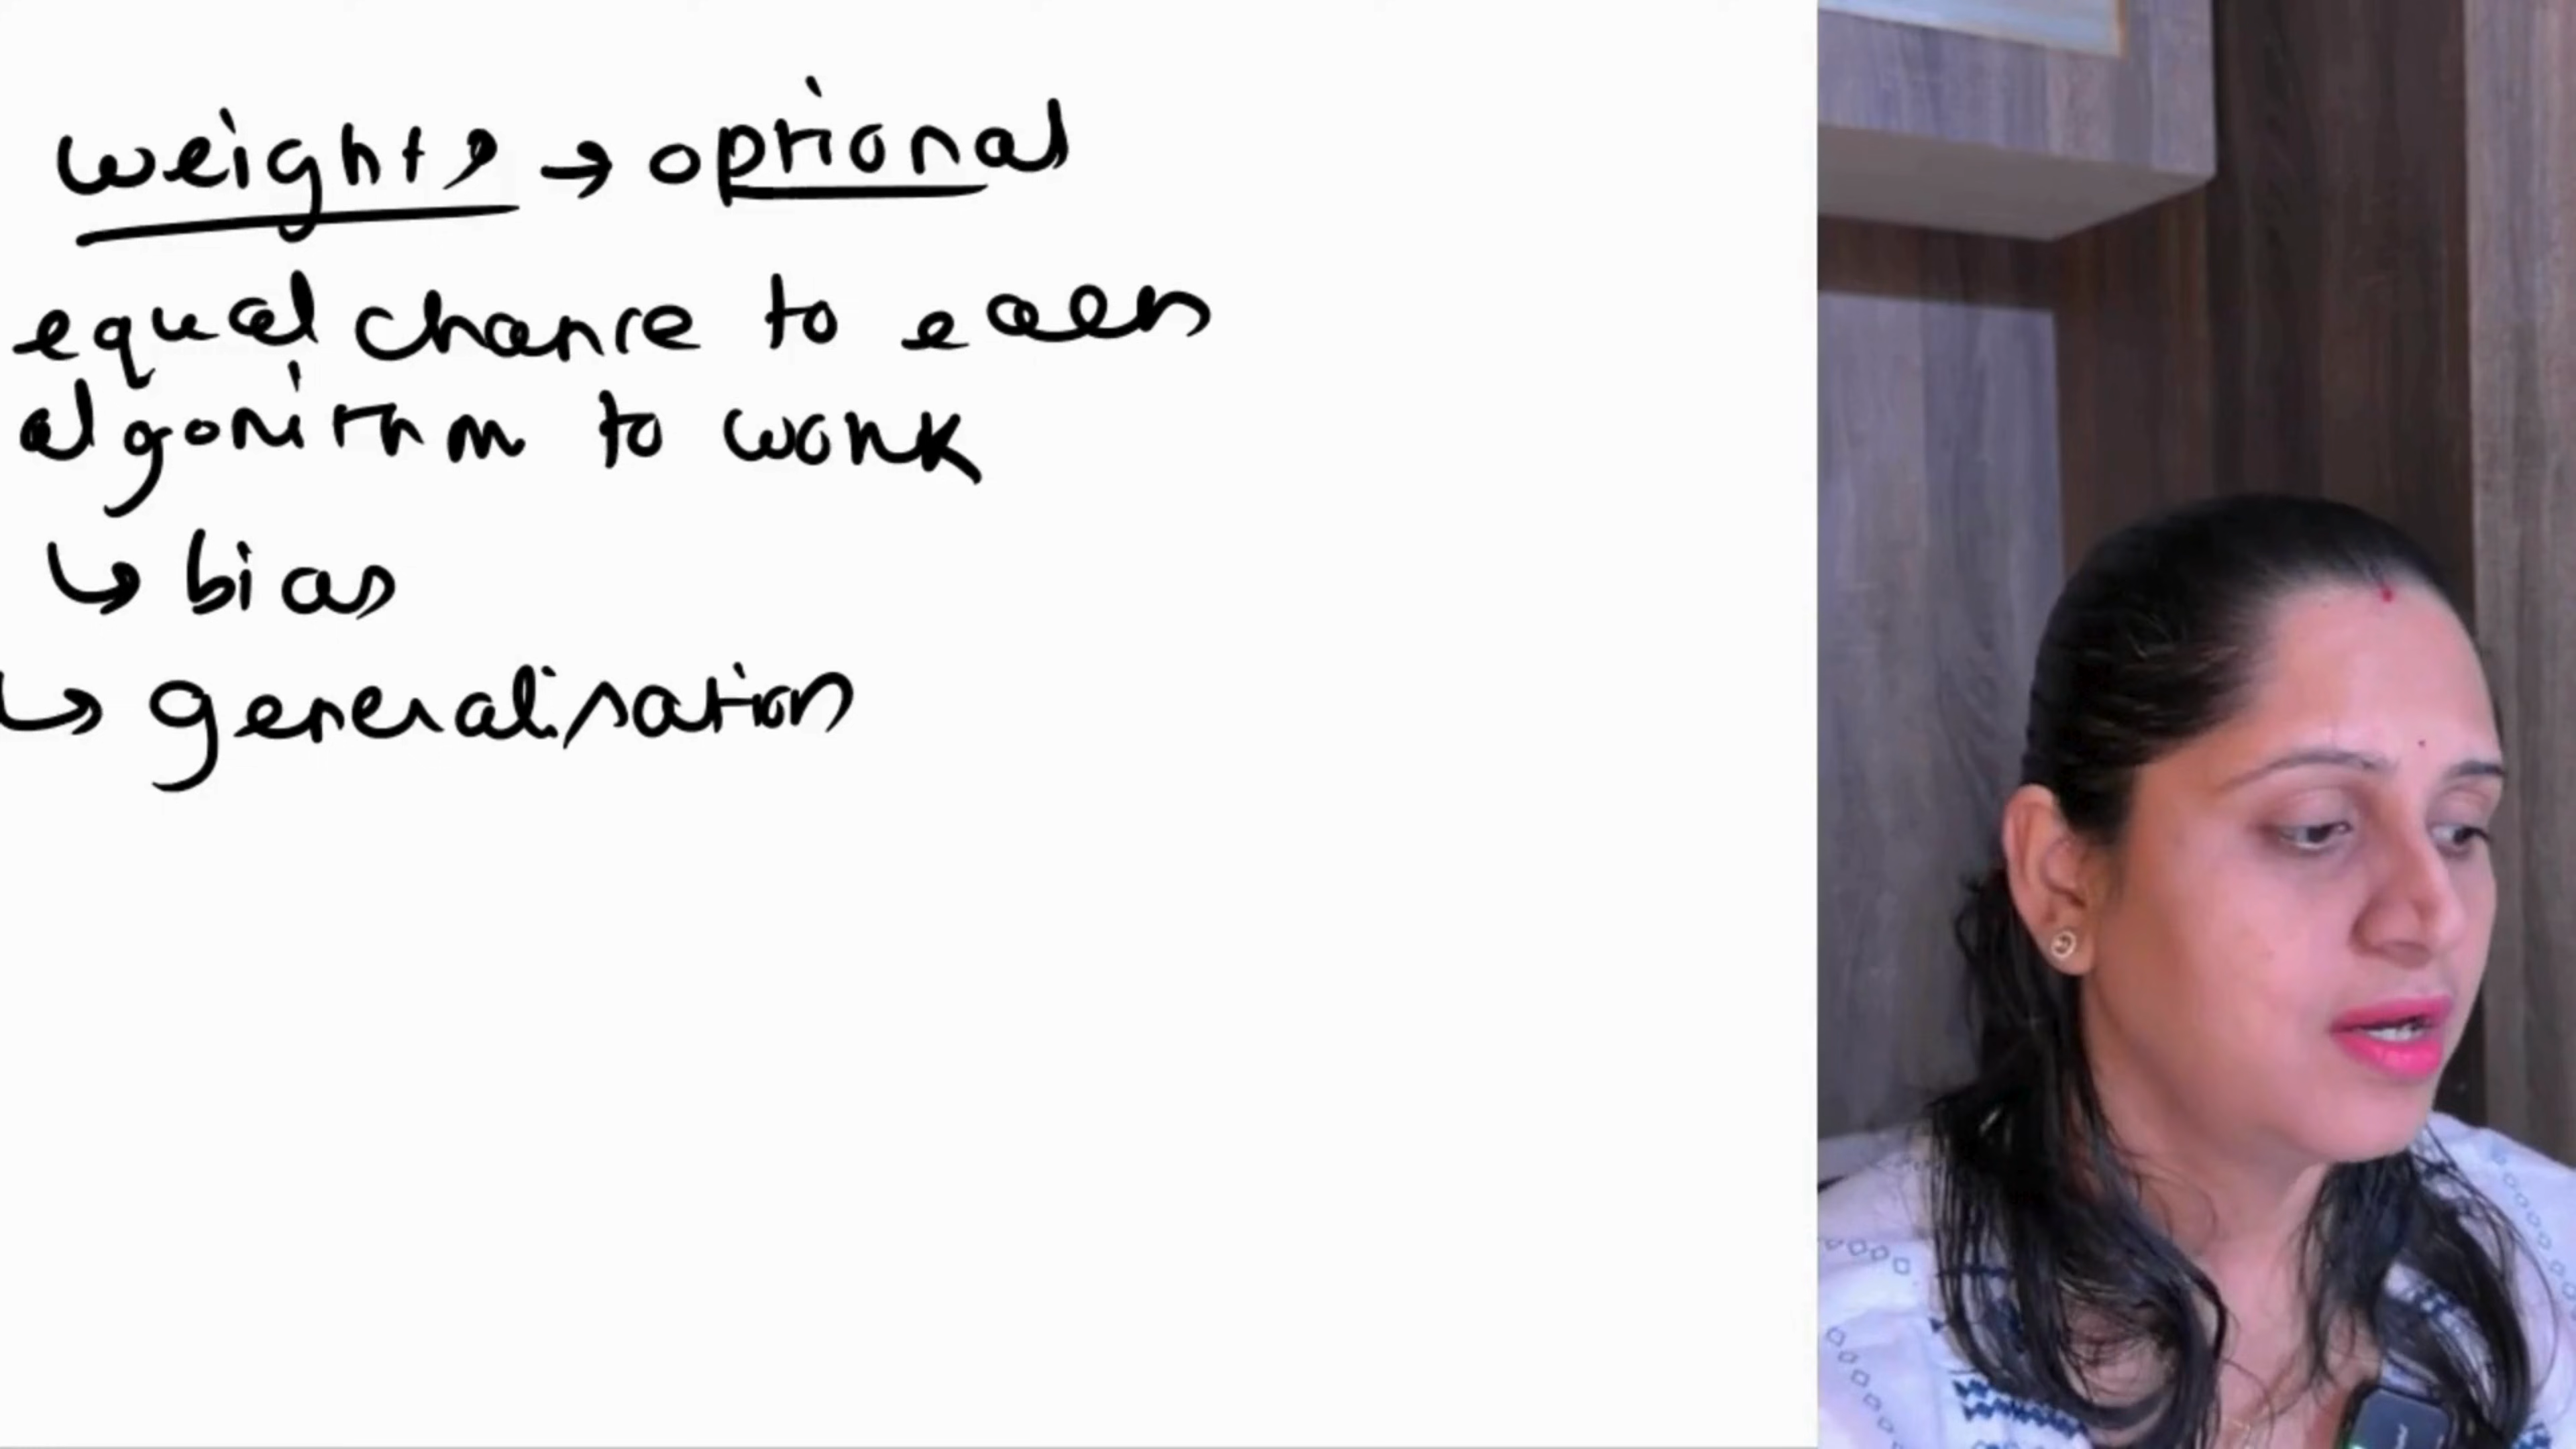 weights → optional
equal chance to each
algorithm to work
↳ bias
↳ generalisation